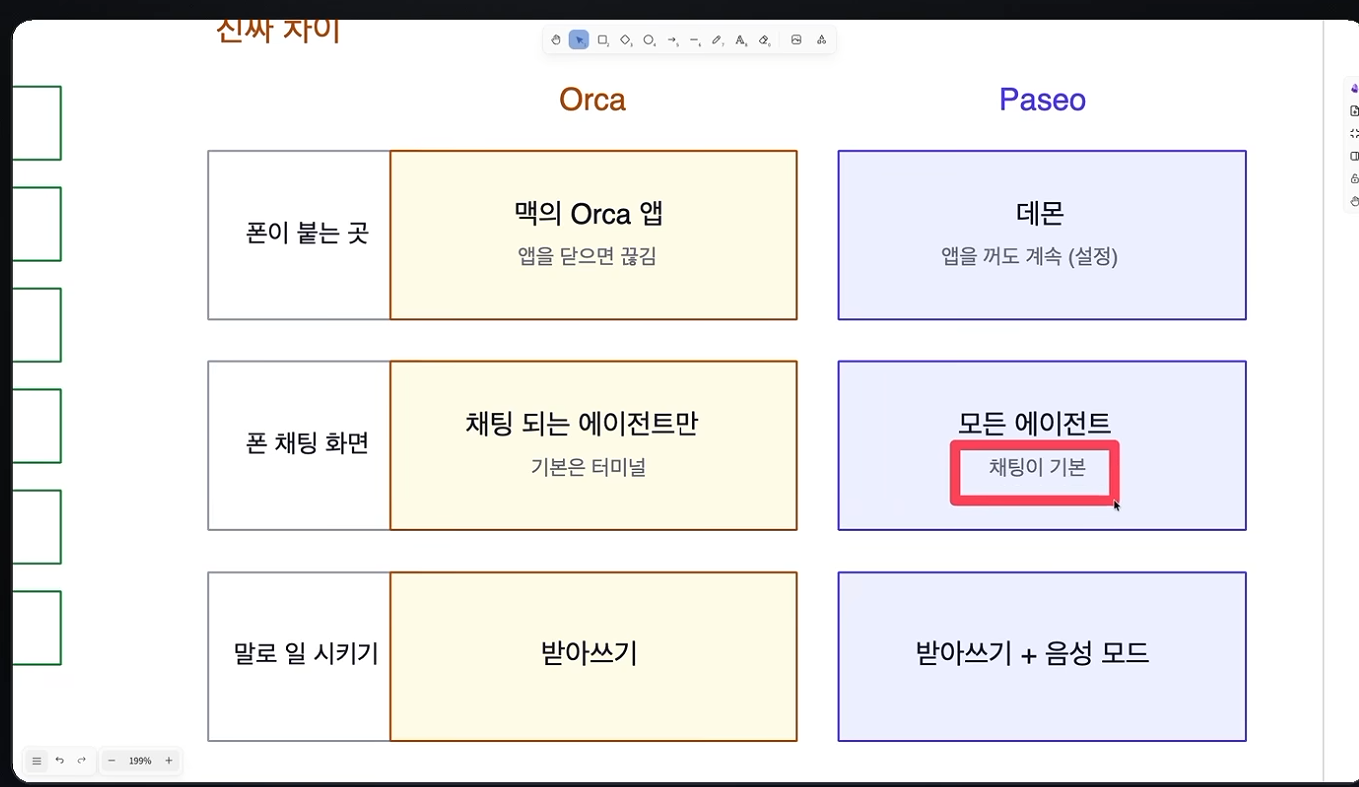 진짜 차이
Orca
Paseo
폰이 붙는 곳
맥의 Orca 앱
앱을 닫으면 끊김
데몬
앱을 꺼도 계속 (설정)
폰 채팅 화면
채팅 되는 에이전트만
기본은 터미널
모든 에이전트
채팅이 기본
말로 일 시키기
받아쓰기
받아쓰기 + 음성 모드
199%